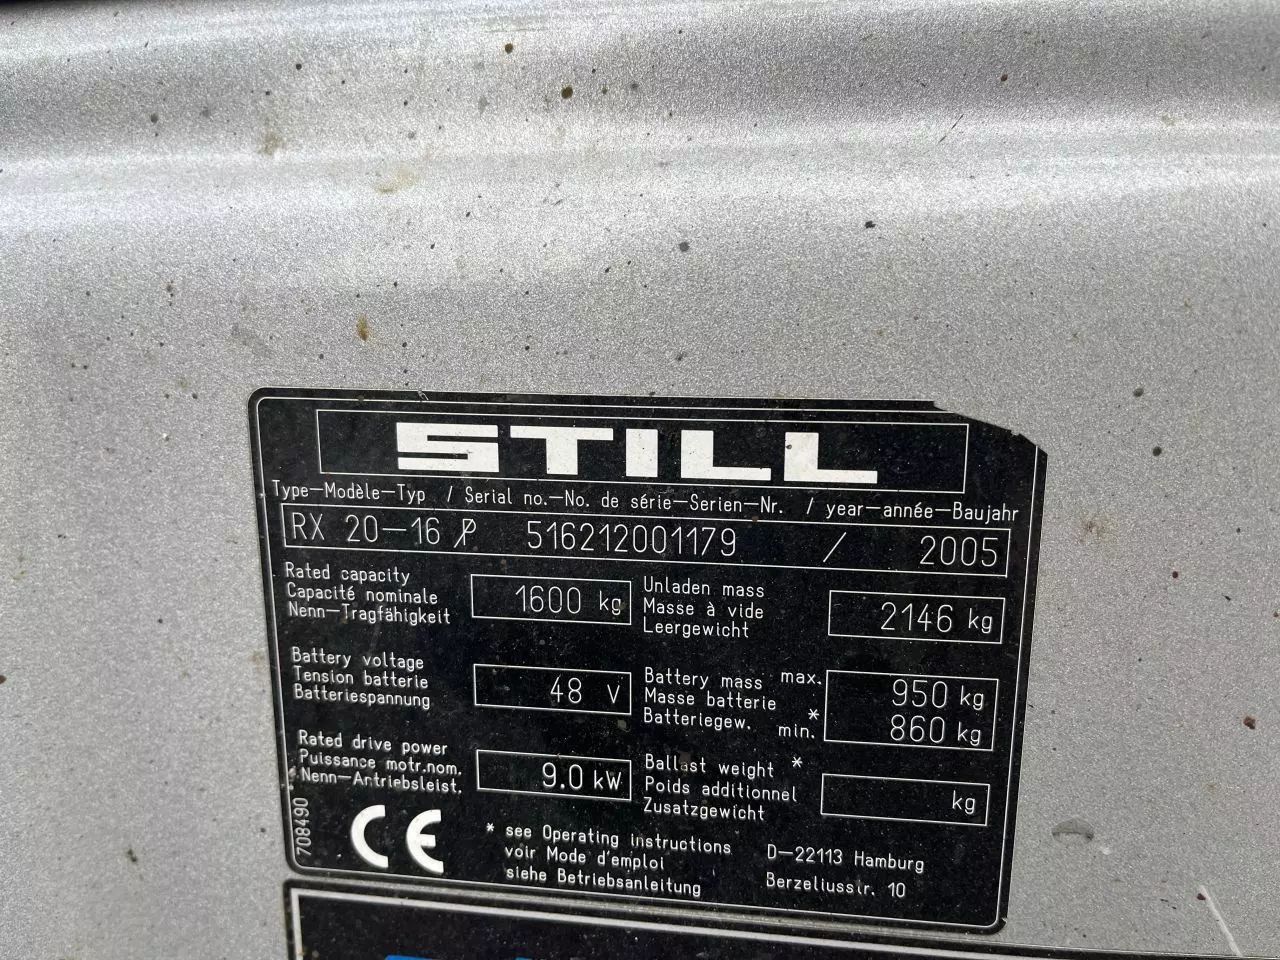 STILL
Type–Modèle–Typ / Serial no.–No. de série–Serien–Nr. / year–année–Baujahr
RX 20–16 P 516212001179 / 2005
Rated capacity
Capacité nominale
Nenn–Tragfähigkeit
1600 kg
Unladen mass
Masse à vide
Leergewicht
2146 kg
Battery voltage
Tension batterie
Batteriespannung
48 V
Battery mass max.
Masse batterie
Batteriegew. * min.
950 kg
860 kg
Rated drive power
Puissance motr.nom.
Nenn–Antriebsleist.
9.0 kW
Ballast weight *
Poids additionnel
Zusatzgewicht
kg
708490
CE
* see Operating instructions
voir Mode d'emploi
siehe Betriebsanleitung
D–22113 Hamburg
Berzeliusstr. 10